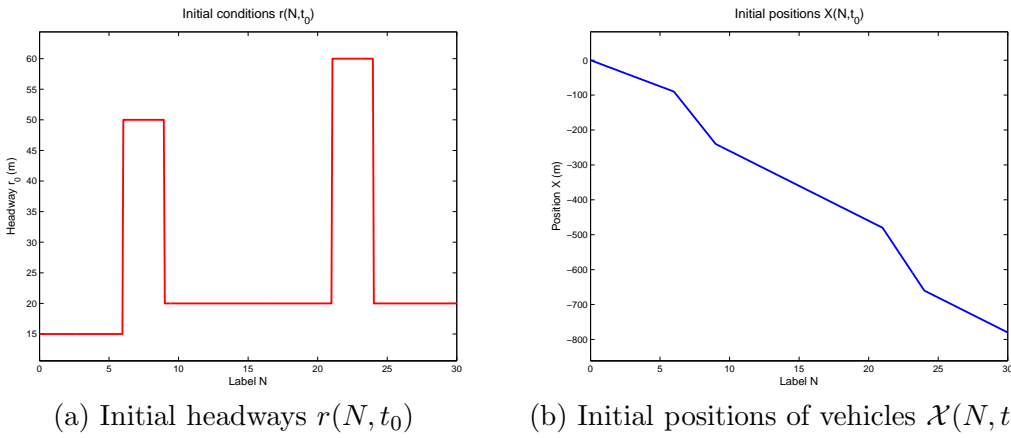 Initial conditions r(N,t₀)
60
55
50
45
40
35
30
25
20
15
Headway r₀ (m)
0 5 10 15 20 25 30
Label N
(a) Initial headways r(N, t₀)
Initial positions X(N,t₀)
0
−100
−200
−300
−400
−500
−600
−700
−800
Position X (m)
0 5 10 15 20 25 30
Label N
(b) Initial positions of vehicles 𝒳(N, t